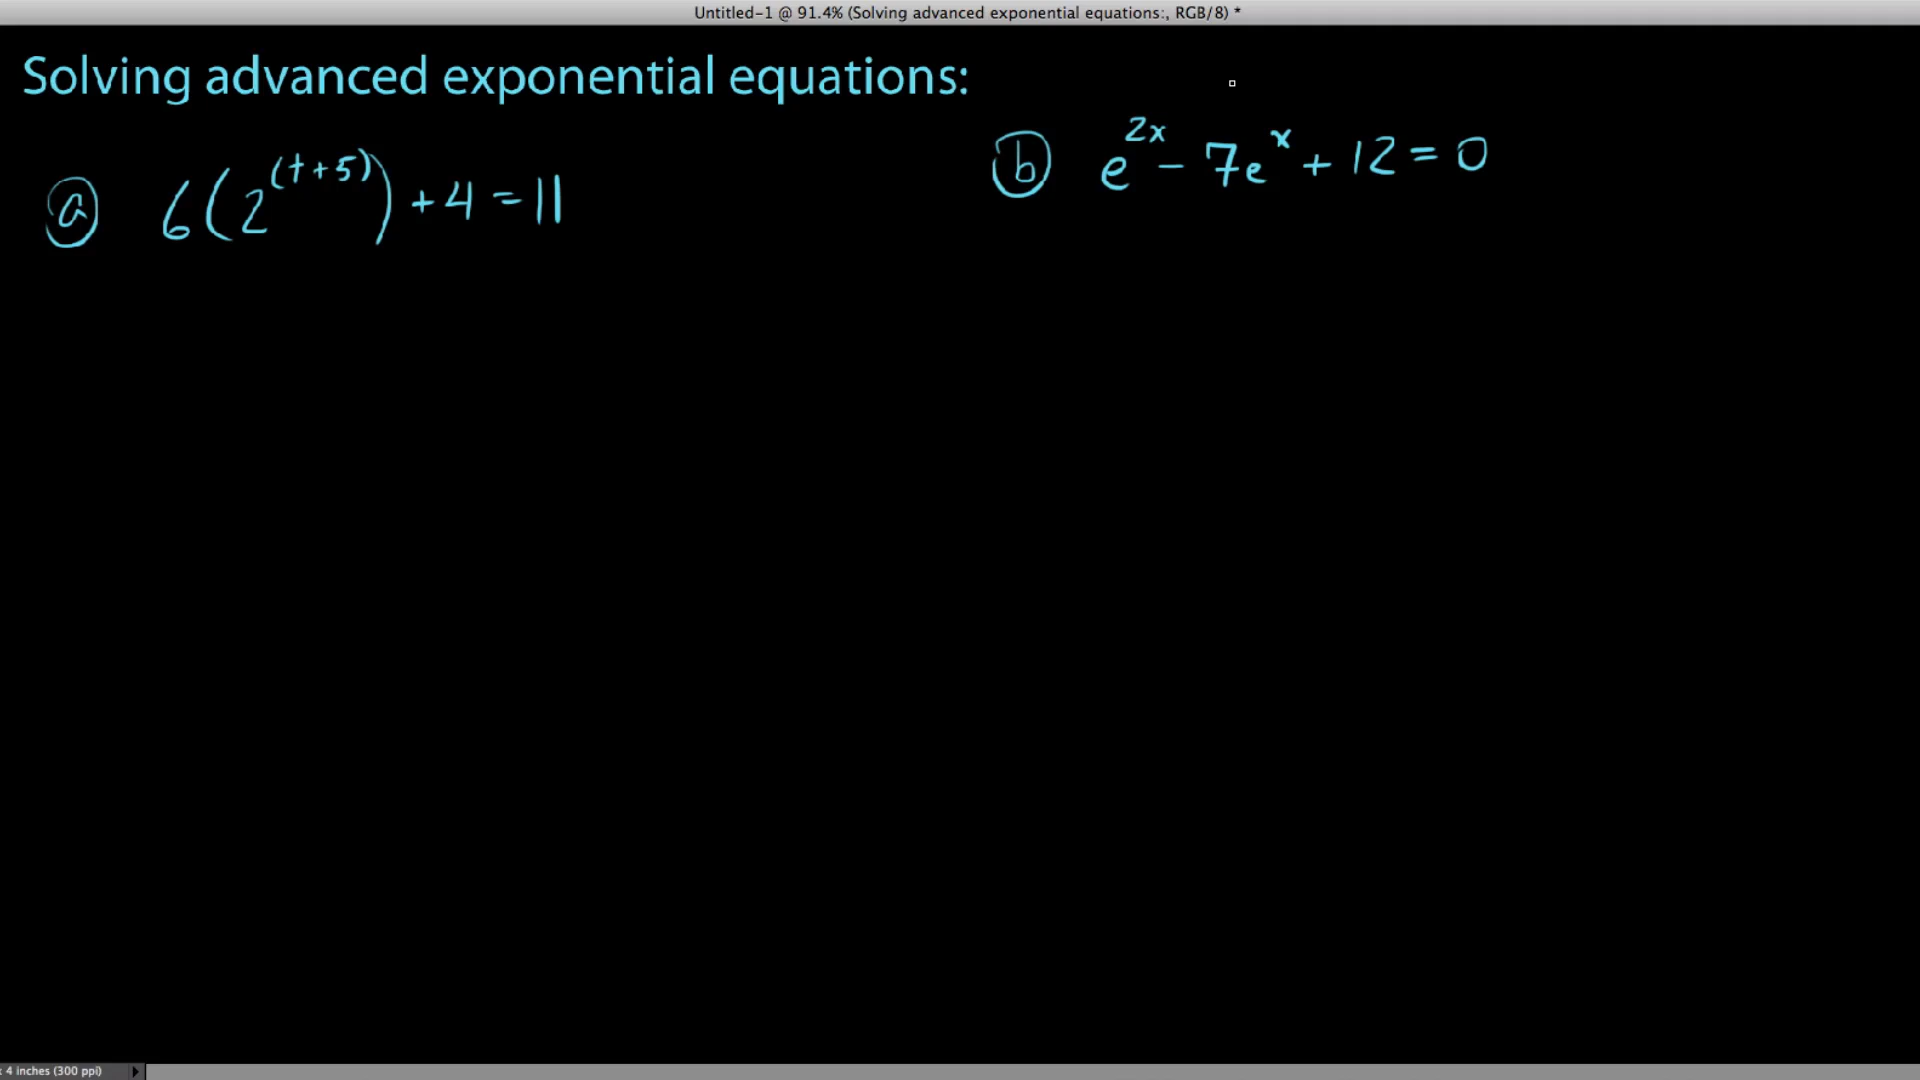 Untitled-1 @ 91.4% (Solving advanced exponential equations:, RGB/8) *
Solving advanced exponential equations:
(a) 6(2^(t+5)) + 4 = 11
(b) e^2x - 7e^x + 12 = 0
4 inches (300 ppi)